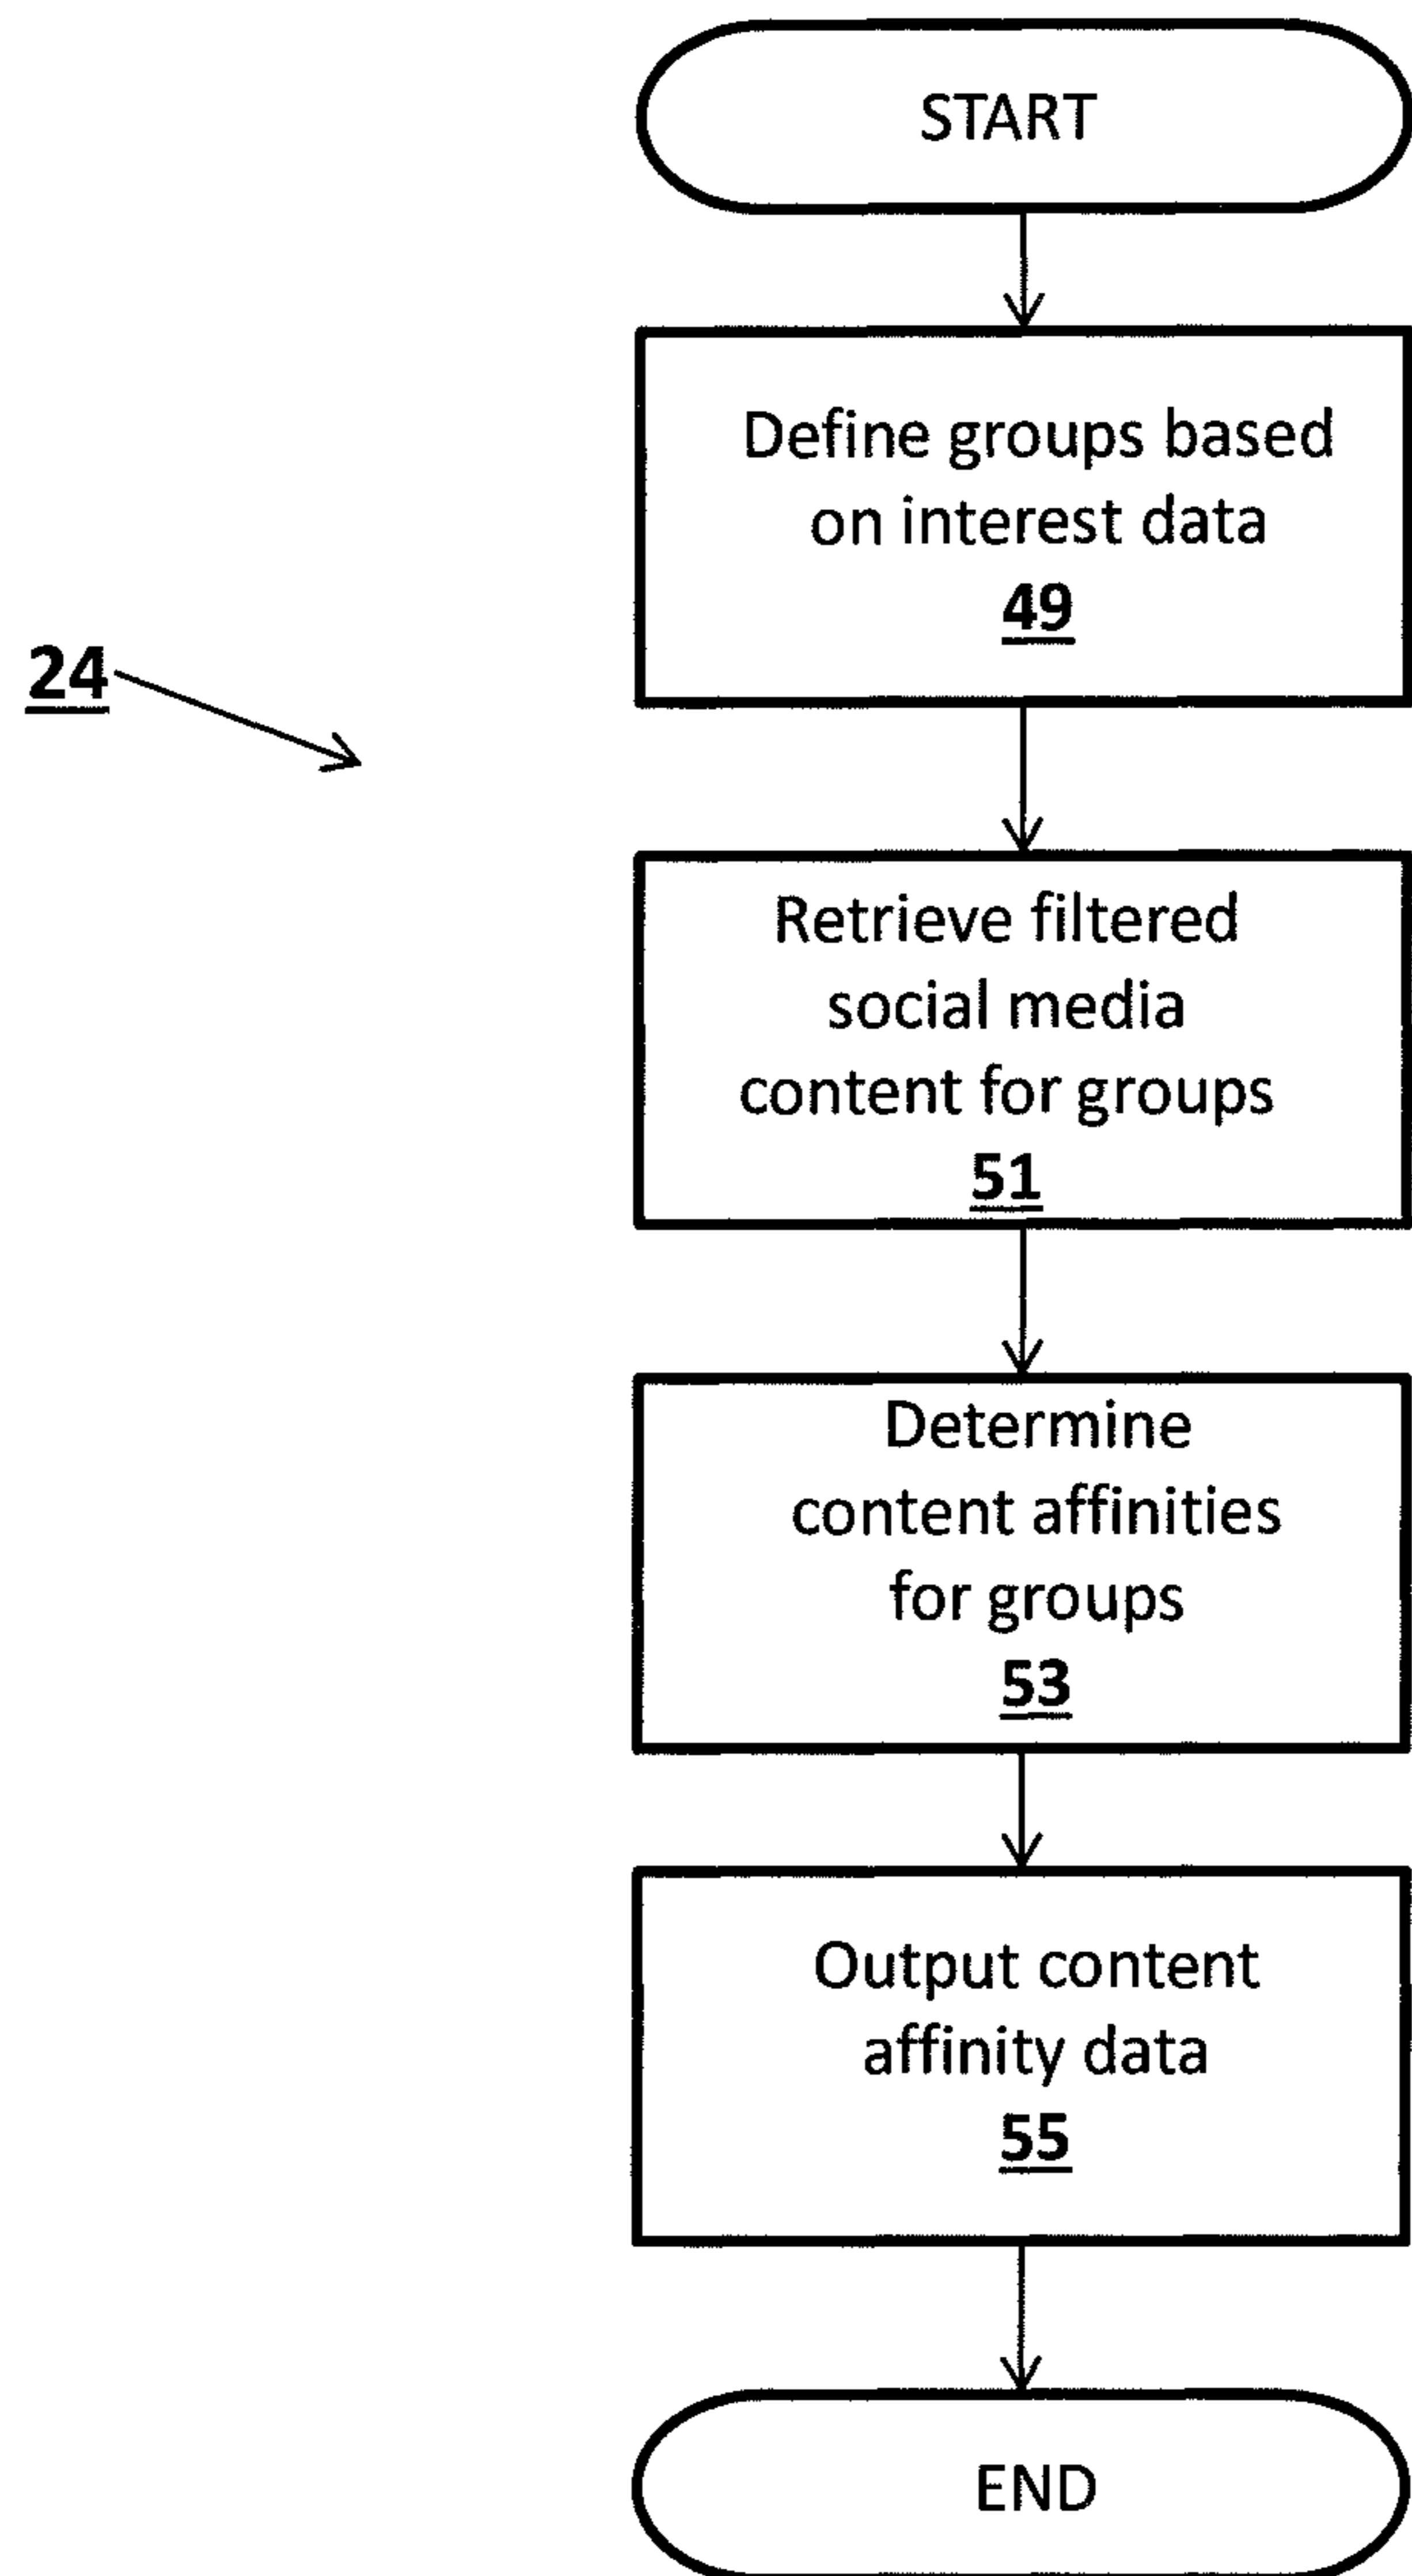 START
Define groups based
on interest data
49
24
Retrieve filtered
social media
content for groups
51
Determine
content affinities
for groups
53
Output content
affinity data
55
END